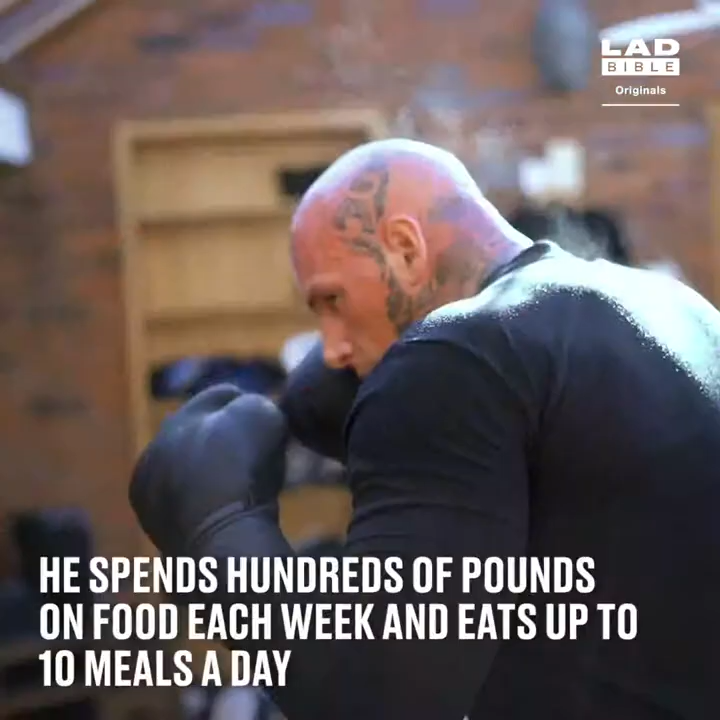 LAD
BIBLE
Originals
HE SPENDS HUNDREDS OF POUNDS
ON FOOD EACH WEEK AND EATS UP TO
10 MEALS A DAY